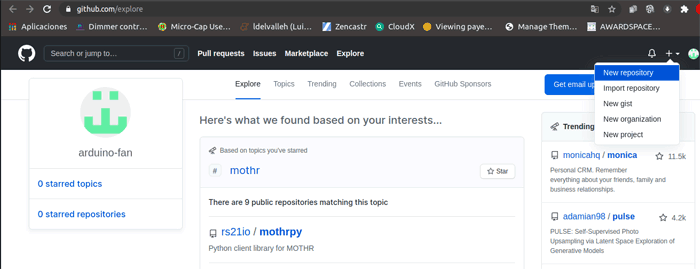 github.com/explore
Aplicaciones Dimmer contr... Micro-Cap Use... ldelvalleh (Lui... Zencastr CloudX Viewing paye... Manage Them... AWARDSPACE...
Search or jump to... / Pull requests Issues Marketplace Explore
New repository
Import repository
New gist
New organization
New project
Explore Topics Trending Collections Events GitHub Sponsors Get email up
arduino-fan
0 starred topics
0 starred repositories
Here's what we found based on your interests...
Based on topics you've starred
# mothr Star
There are 9 public repositories matching this topic
rs21io / mothrpy
Python client library for MOTHR
Trending
monicahq / monica 11.5k
Personal CRM. Remember
everything about your friends, family and
business relationships.
adamian98 / pulse 4.2k
PULSE: Self-Supervised Photo
Upsampling via Latent Space Exploration of
Generative Models